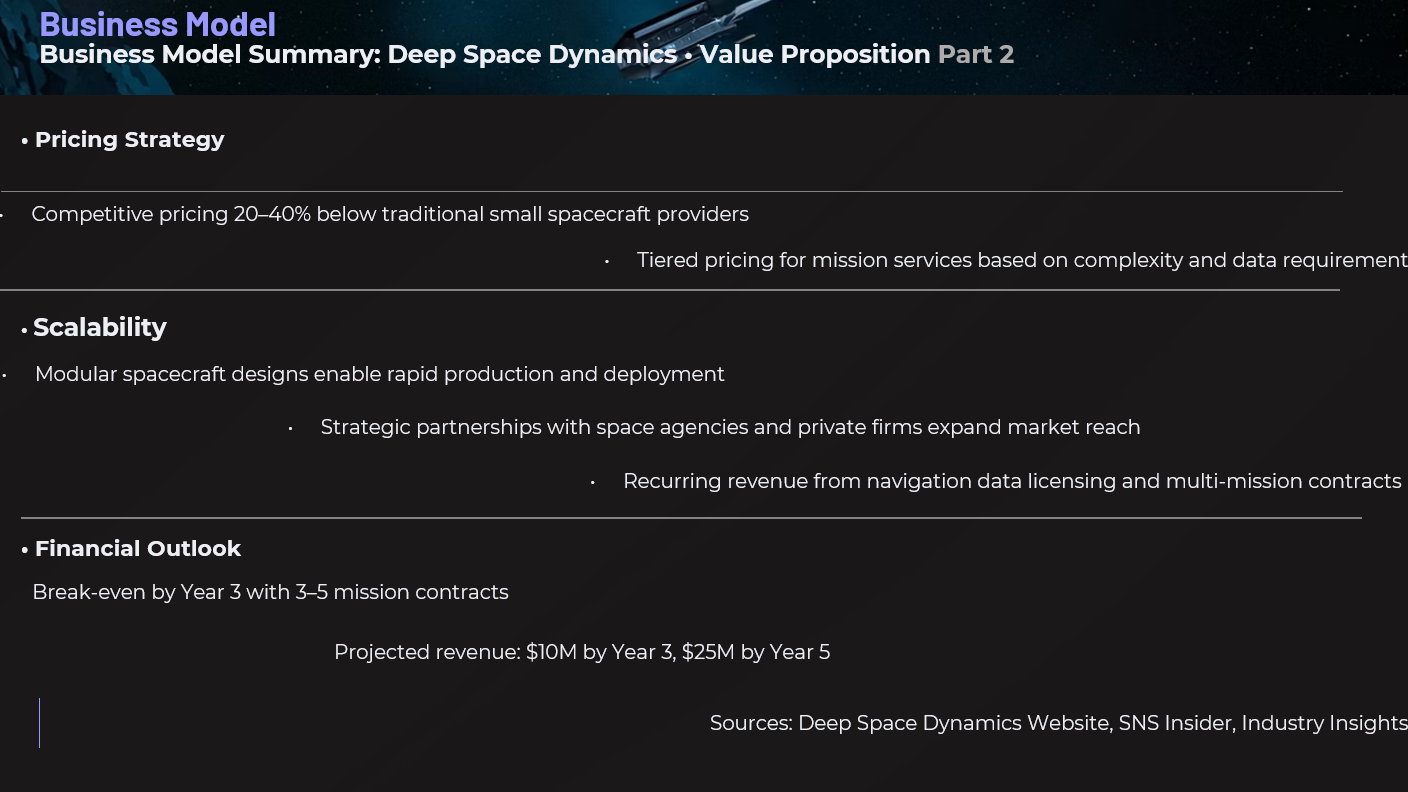 Business Model
Business Model Summary: Deep Space Dynamics • Value Proposition Part 2
• Pricing Strategy
• Competitive pricing 20–40% below traditional small spacecraft providers
• Tiered pricing for mission services based on complexity and data requirement
• Scalability
• Modular spacecraft designs enable rapid production and deployment
• Strategic partnerships with space agencies and private firms expand market reach
• Recurring revenue from navigation data licensing and multi-mission contracts
• Financial Outlook
Break-even by Year 3 with 3–5 mission contracts
Projected revenue: $10M by Year 3, $25M by Year 5
Sources: Deep Space Dynamics Website, SNS Insider, Industry Insights